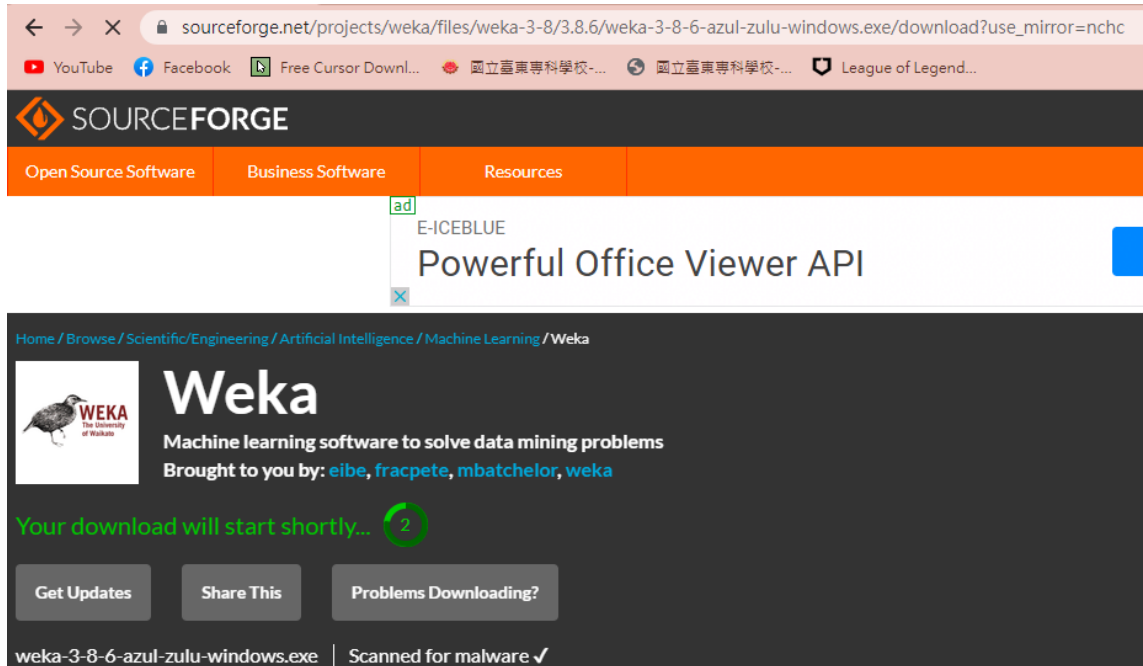 sourceforge.net/projects/weka/files/weka-3-8/3.8.6/weka-3-8-6-azul-zulu-windows.exe/download?use_mirror=nchc
YouTube Facebook Free Cursor Downl... 國立臺東專科學校-... 國立臺東專科學校-... League of Legend...
SOURCEFORGE
Open Source Software Business Software Resources
ad
E-ICEBLUE
Powerful Office Viewer API
Home / Browse / Scientific/Engineering / Artificial Intelligence / Machine Learning / Weka
WEKA
The University
of Waikato
Weka
Machine learning software to solve data mining problems
Brought to you by: eibe, fracpete, mbatchelor, weka
Your download will start shortly... 2
Get Updates Share This Problems Downloading?
weka-3-8-6-azul-zulu-windows.exe | Scanned for malware ✓